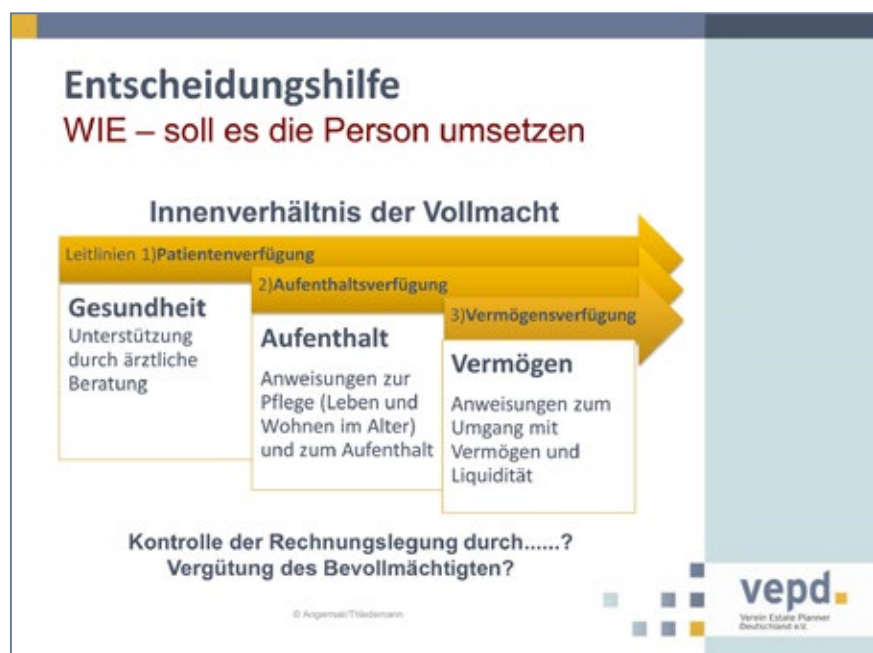 Entscheidungshilfe
WIE – soll es die Person umsetzen
Innenverhältnis der Vollmacht
Leitlinien 1)Patientenverfügung
2)Aufenthaltsverfügung
3)Vermögensverfügung
Gesundheit
Unterstützung
durch ärztliche
Beratung
Aufenthalt
Anweisungen zur
Pflege (Leben und
Wohnen im Alter)
und zum Aufenthalt
Vermögen
Anweisungen zum
Umgang mit
Vermögen und
Liquidität
Kontrolle der Rechnungslegung durch......?
Vergütung des Bevollmächtigten?
© Angermair/Thiedemann
vepd.
Verein Estate Planner
Deutschland e.V.